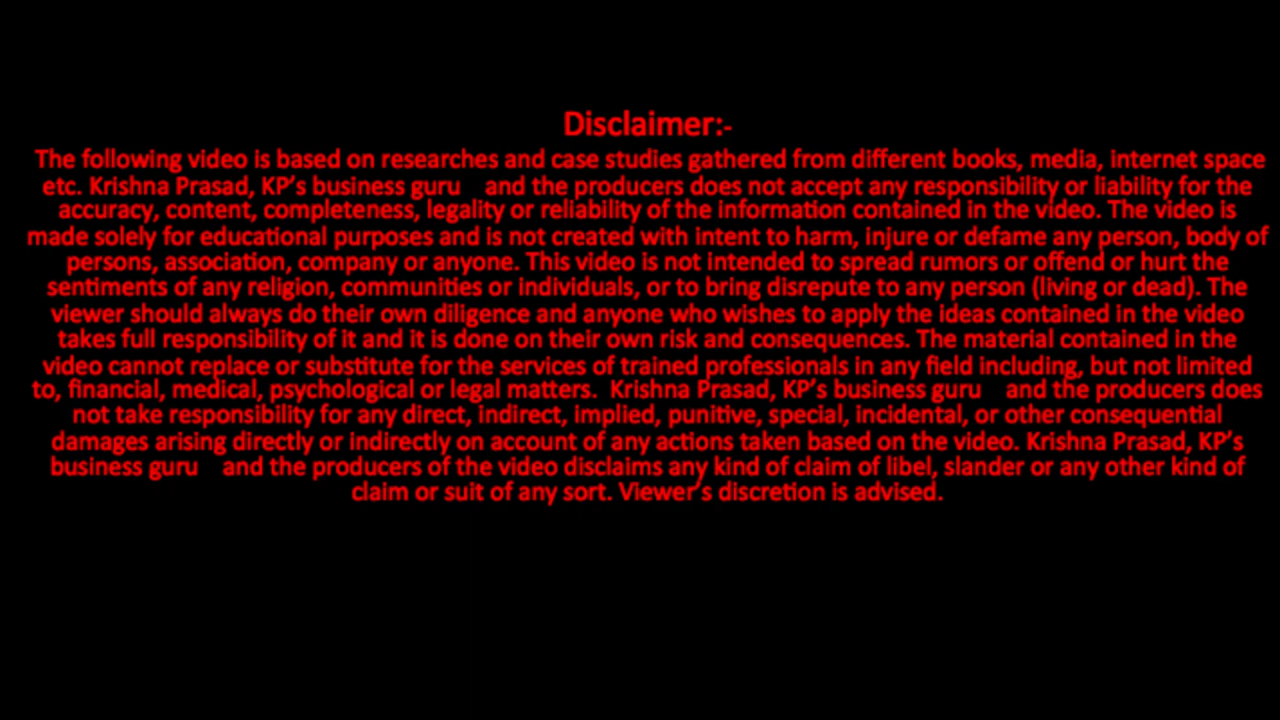 Disclaimer:-
The following video is based on researches and case studies gathered from different books, media, internet space
etc. Krishna Prasad, KP's business guru and the producers does not accept any responsibility or liability for the
accuracy, content, completeness, legality or reliability of the information contained in the video. The video is
made solely for educational purposes and is not created with intent to harm, injure or defame any person, body of
persons, association, company or anyone. This video is not intended to spread rumors or offend or hurt the
sentiments of any religion, communities or individuals, or to bring disrepute to any person (living or dead). The
viewer should always do their own diligence and anyone who wishes to apply the ideas contained in the video
takes full responsibility of it and it is done on their own risk and consequences. The material contained in the
video cannot replace or substitute for the services of trained professionals in any field including, but not limited
to, financial, medical, psychological or legal matters. Krishna Prasad, KP's business guru and the producers does
not take responsibility for any direct, indirect, implied, punitive, special, incidental, or other consequential
damages arising directly or indirectly on account of any actions taken based on the video. Krishna Prasad, KP's
business guru and the producers of the video disclaims any kind of claim of libel, slander or any other kind of
claim or suit of any sort. Viewer's discretion is advised.